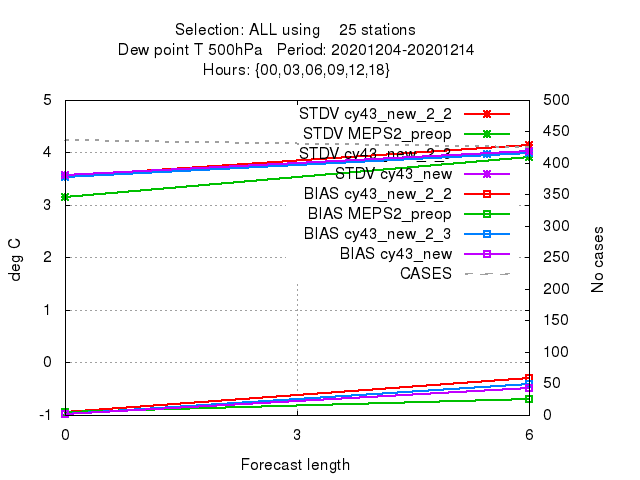 Selection: ALL using 25 stations
Dew point T 500hPa Period: 20201204-20201214
Hours: {00,03,06,09,12,18}
5
4
3
2
1
0
-1
deg C
500
450
400
350
300
250
200
150
100
50
0
No cases
STDV cy43_new_2_2
STDV MEPS2_preop
STDV cy43_new_2_
STDV cy43_new
BIAS cy43_new_2_2
BIAS MEPS2_preop
BIAS cy43_new_2_3
BIAS cy43_new
CASES
0
3
6
Forecast length